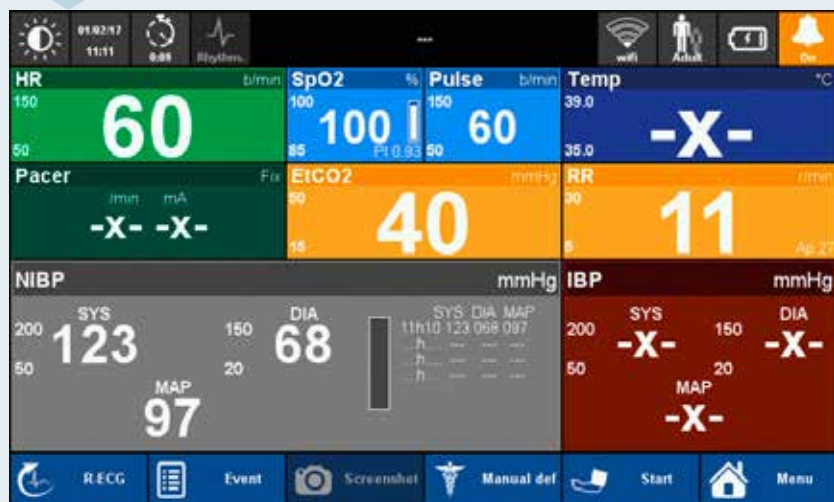 01/02/17
11:11
0:05
Rhythm.
---
wifi
Adult
On
HR b/min
150
60
50
SpO2 %
100
100
85
PI 0.93
Pulse b/min
150
60
50
Temp °C
39.0
-X-
35.0
Pacer Fix
/min mA
-X- -X-
EtCO2 mmHg
50
40
15
RR r/min
30
11
5
Ap 27
NIBP mmHg
SYS
200
123
50
DIA
150
68
20
MAP
97
SYS DIA MAP
11h10 123 068 097
...h... --- --- ---
...h... --- --- ---
...h... --- --- ---
IBP mmHg
SYS
200
-X-
50
DIA
150
-X-
20
MAP
-X-
R.ECG
Event
Screenshot
Manual def
Start
Menu